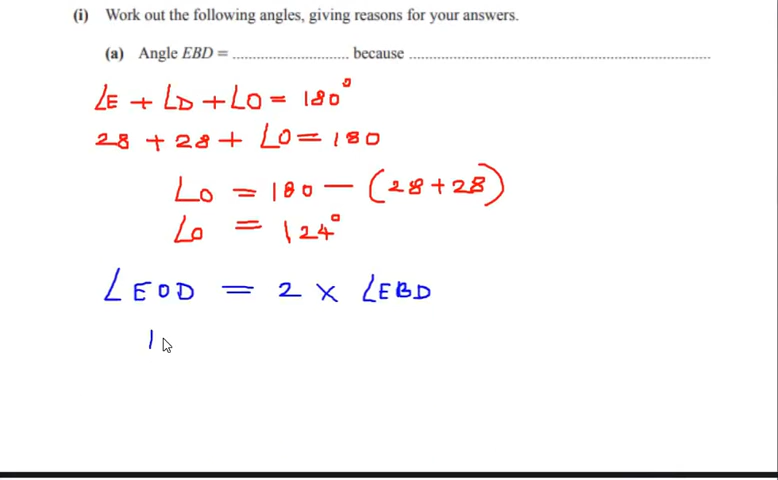 (i) Work out the following angles, giving reasons for your answers.
(a) Angle EBD = .............................. because ..............................................................................
∠E + ∠D + ∠O = 180°
28 + 28 + ∠O = 180
∠O = 180 − (28+28)
∠O = 124°
∠EOD = 2 × ∠EBD
1